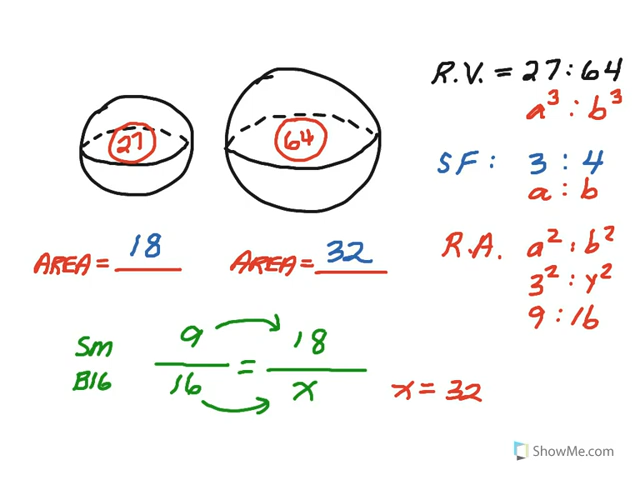 R.V. = 27:64
a³ : b³
27
64
SF: 3 : 4
a : b
AREA = 18
AREA = 32
R.A. a² : b²
3² : 4²
9 : 16
Sm 9 = 18
BIG 16 x
x = 32
ShowMe.com